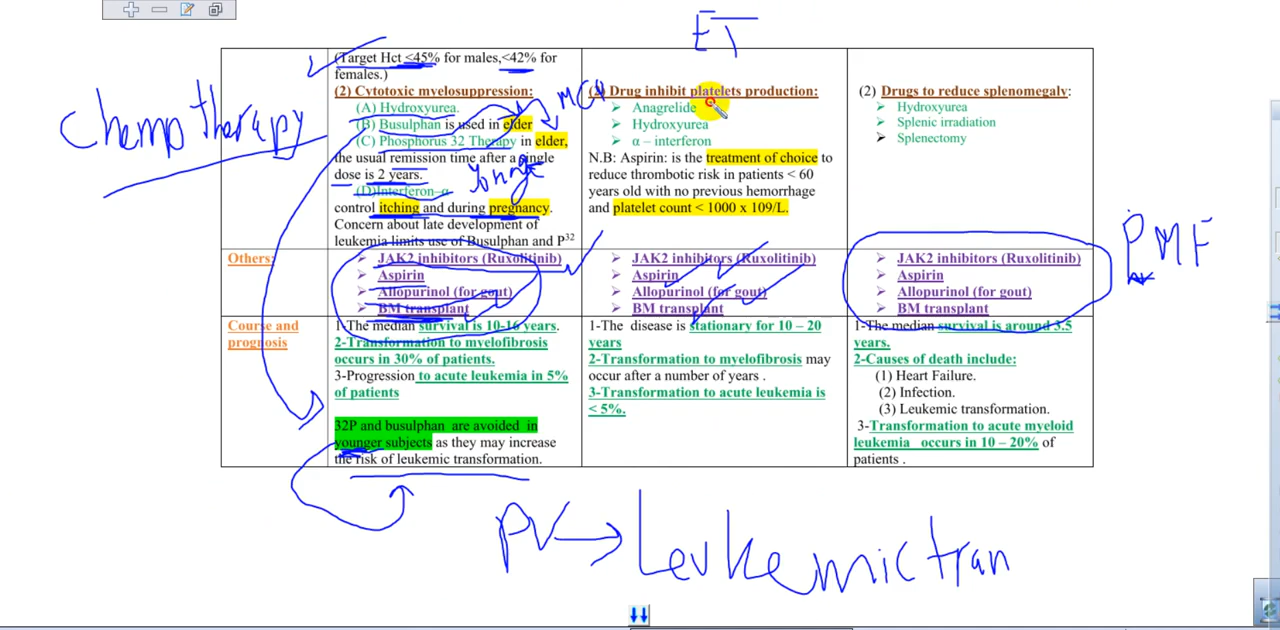 ET
(Target Hct <45% for males,<42% for
females.)
(2) Cytotoxic myelosuppression:
(A) Hydroxyurea.
(B) Busulphan is used in elder
(C) Phosphorus 32 Therapy in elder,
the usual remission time after a single
dose is 2 years.
(D)Interferon-α
control itching and during pregnancy.
Concern about late development of
leukemia limits use of Busulphan and P32
MCQ
younge
Chemptherapy
(2) Drug inhibit platelets production:
Anagrelide
Hydroxyurea
α – interferon
N.B: Aspirin: is the treatment of choice to
reduce thrombotic risk in patients < 60
years old with no previous hemorrhage
and platelet count < 1000 x 109/L.
(2) Drugs to reduce splenomegaly:
Hydroxyurea
Splenic irradiation
Splenectomy
PMF
Others:
JAK2 inhibitors (Ruxolitinib)
Aspirin
Allopurinol (for gout)
BM transplant
JAK2 inhibitors (Ruxolitinib)
Aspirin
Allopurinol (for gout)
BM transplant
JAK2 inhibitors (Ruxolitinib)
Aspirin
Allopurinol (for gout)
BM transplant
Course and
prognosis
1-The median survival is 10-16 years.
2-Transformation to myelofibrosis
occurs in 30% of patients.
3-Progression to acute leukemia in 5%
of patients
32P and busulphan are avoided in
younger subjects as they may increase
the risk of leukemic transformation.
1-The disease is stationary for 10 – 20
years
2-Transformation to myelofibrosis may
occur after a number of years .
3-Transformation to acute leukemia is
< 5%.
1-The median survival is around 3.5
years.
2-Causes of death include:
(1) Heart Failure.
(2) Infection.
(3) Leukemic transformation.
3-Transformation to acute myeloid
leukemia occurs in 10 – 20% of
patients .
PV → Leukemic tran